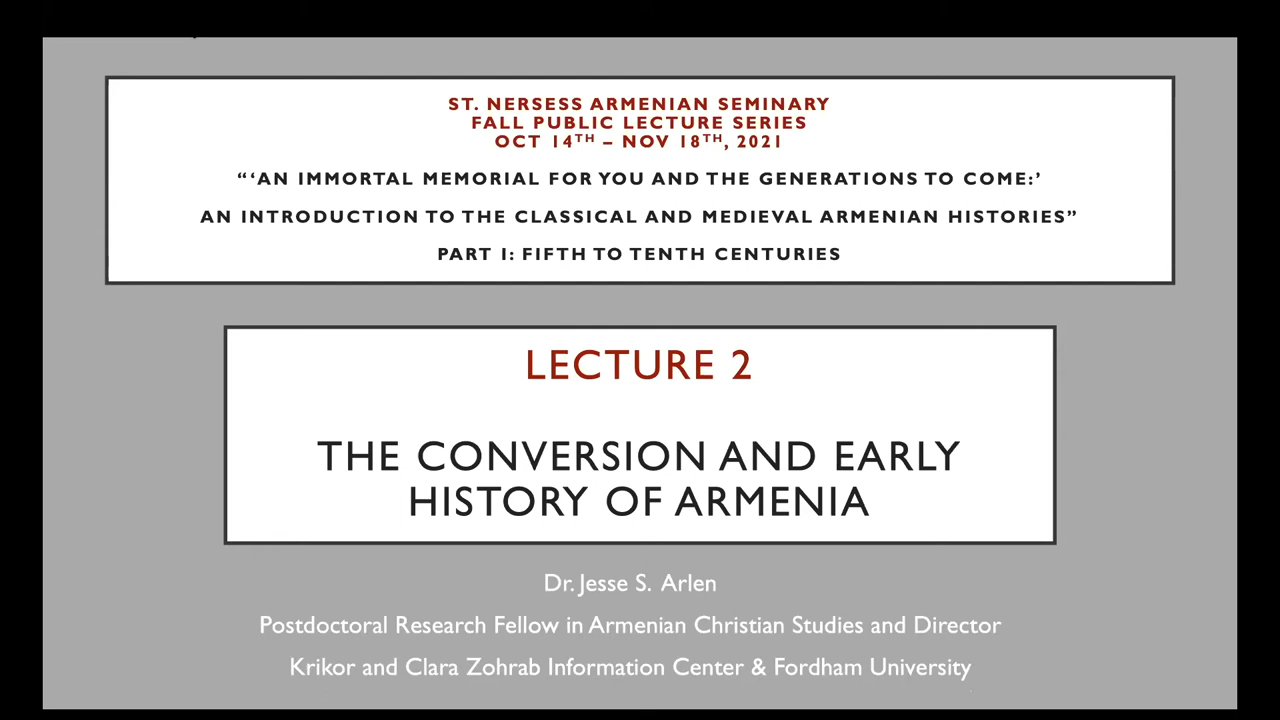 ST. NERSESS ARMENIAN SEMINARY
FALL PUBLIC LECTURE SERIES
OCT 14TH – NOV 18TH, 2021
“‘AN IMMORTAL MEMORIAL FOR YOU AND THE GENERATIONS TO COME:’
AN INTRODUCTION TO THE CLASSICAL AND MEDIEVAL ARMENIAN HISTORIES”
PART I: FIFTH TO TENTH CENTURIES
LECTURE 2
THE CONVERSION AND EARLY
HISTORY OF ARMENIA
Dr. Jesse S. Arlen
Postdoctoral Research Fellow in Armenian Christian Studies and Director
Krikor and Clara Zohrab Information Center & Fordham University